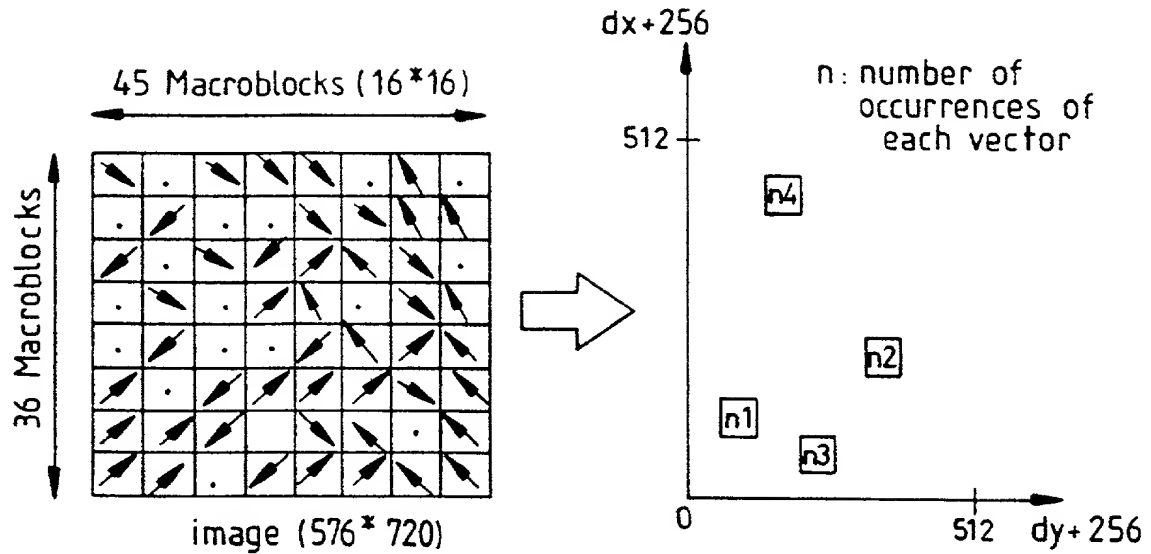 45 Macroblocks (16*16)
36 Macroblocks
image (576*720)
dx+256
n: number of
occurrences of
each vector
512
n4
n2
n1
n3
0
512
dy+256